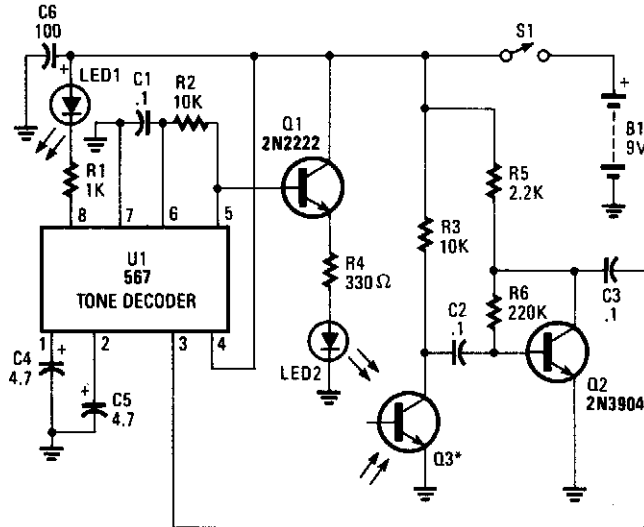 C6
100
+
LED1
C1
.1
R2
10K
R1
1K
Q1
2N2222
S1
+
B1
9V
R5
2.2K
R3
10K
8 7 6 5
U1
567
TONE DECODER
1 2 3 4
R4
330Ω
LED2
R6
220K
C2
.1
C3
.1
Q2
2N3904
C4
4.7
+
C5
4.7
+
Q3*